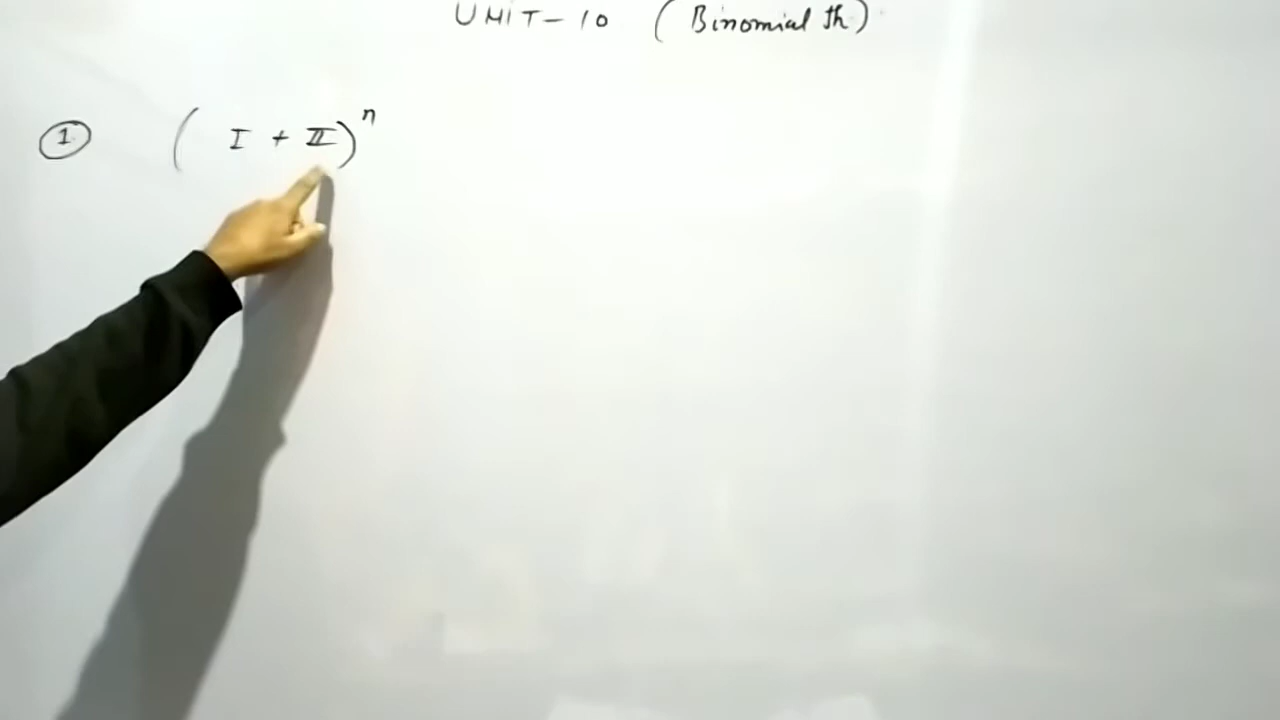 UNIT-10 (Binomial th.)
① (I + II)ⁿ